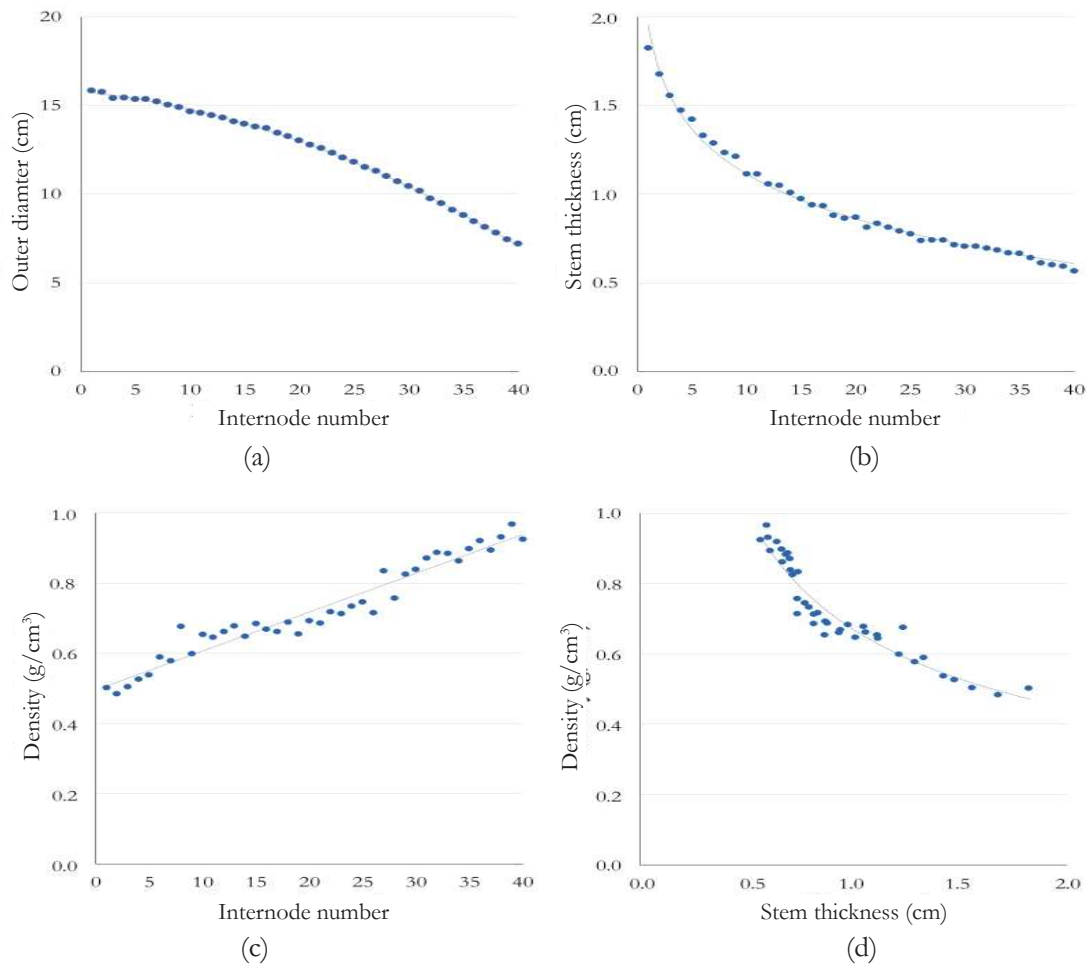 20
15
10
5
0
Outer diamter (cm)
0 5 10 15 20 25 30 35 40
Internode number
(a)
2.0
1.5
1.0
0.5
0.0
Stem thickness (cm)
0 5 10 15 20 25 30 35 40
Internode number
(b)
1.0
0.8
0.6
0.4
0.2
0.0
Density (g/cm³)
0 5 10 15 20 25 30 35 40
Internode number
(c)
1.0
0.8
0.6
0.4
0.2
0.0
Density (g/cm³)
0.0 0.5 1.0 1.5 2.0
Stem thickness (cm)
(d)